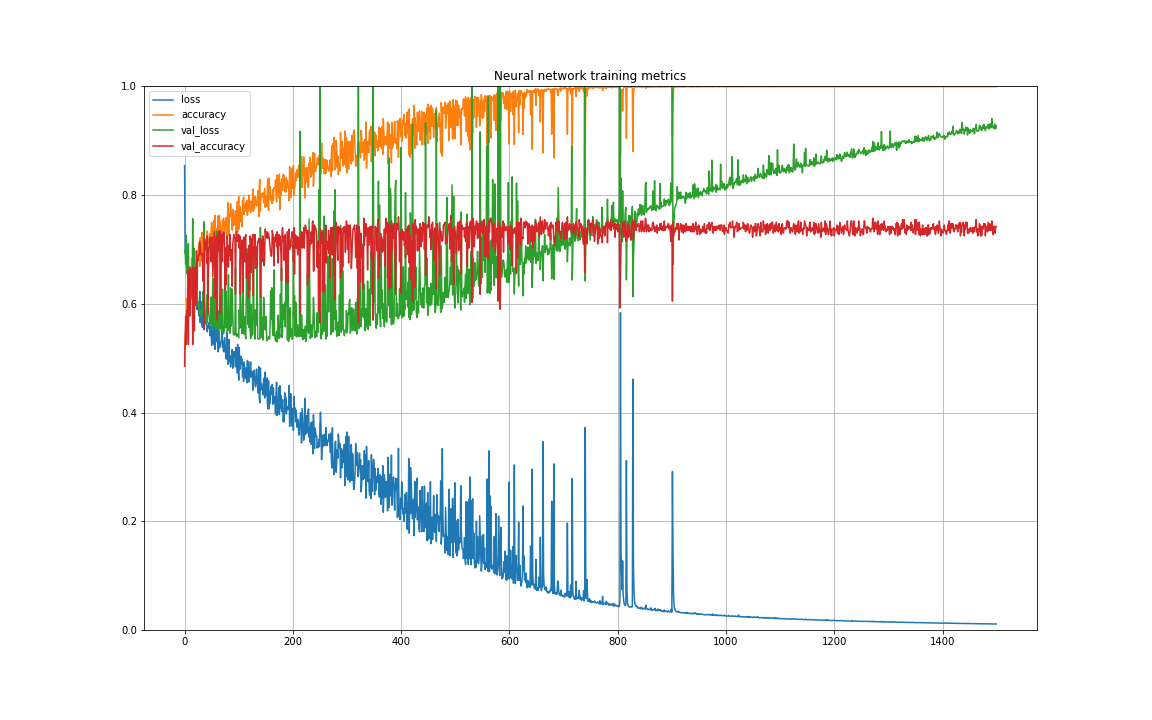 Neural network training metrics
1.0
loss
accuracy
val_loss
val_accuracy
0.8
0.6
0.4
0.2
0.0
0 200 400 600 800 1000 1200 1400